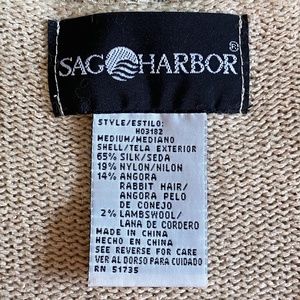 SAG HARBOR®
STYLE/ESTILO:
H03182
MEDIUM/MEDIANO
SHELL/TELA EXTERIOR
65% SILK/SEDA
19% NYLON/NILON
14% ANGORA
RABBIT HAIR/
ANGORA PELO
DE CONEJO
2% LAMBSWOOL/
LANA DE CORDERO
MADE IN CHINA
HECHO EN CHINA
SEE REVERSE FOR CARE
VER AL DORSO PARA CUIDADO
RN 51735